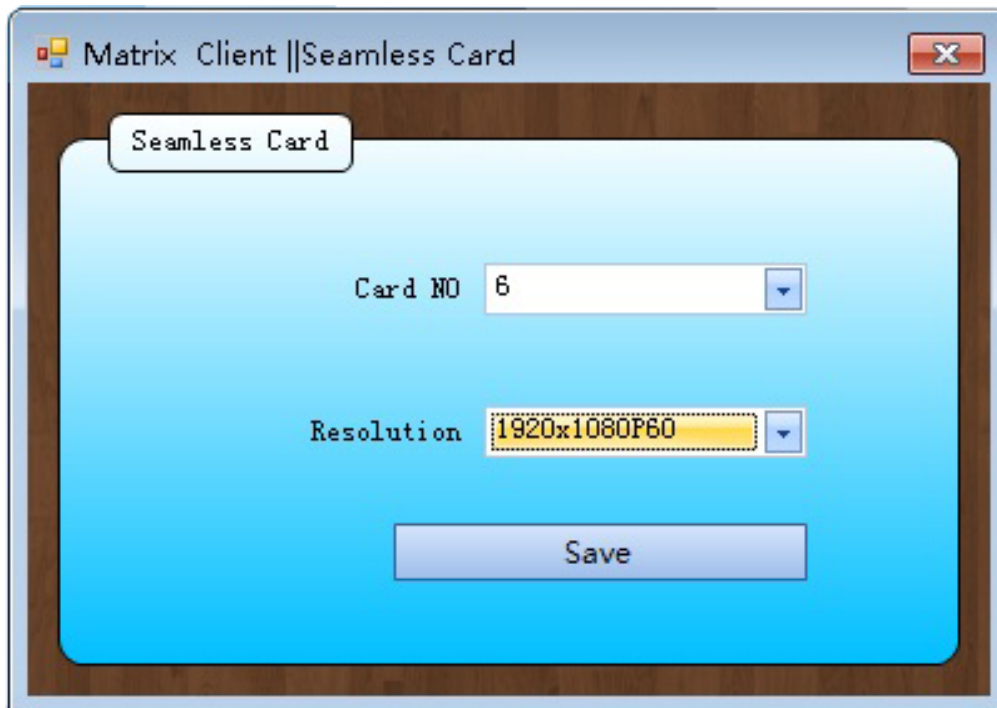 Matrix  Client ||Seamless Card
Seamless Card
Card NO 6
Resolution 1920x1080P60
Save